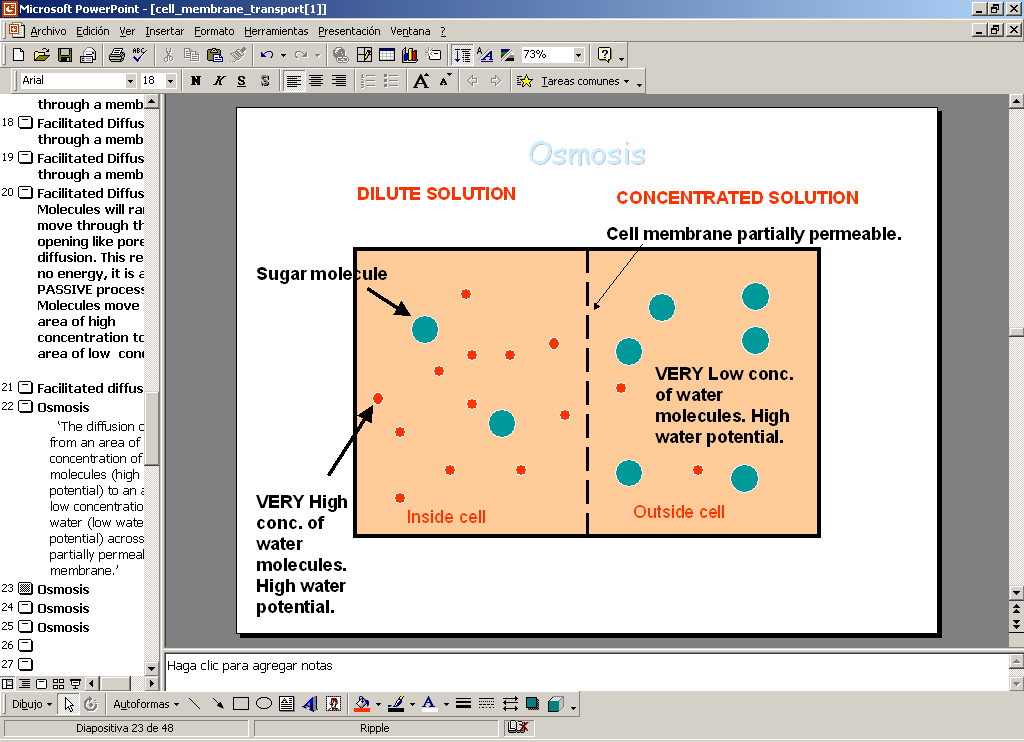 Microsoft PowerPoint - [cell_membrane_transport[1]]
Archivo Edición Ver Insertar Formato Herramientas Presentación Ventana ?
73%
Arial 18 N K S S Tareas comunes
through a memb
18 Facilitated Diffus
through a memb
19 Facilitated Diffus
through a memb
20 Facilitated Diffus
Molecules will ra
move through th
opening like pore
diffusion. This re
no energy, it is a
PASSIVE process
Molecules move
area of high
concentration to
area of low conc
21 Facilitated diffus
22 Osmosis
‘The diffusion o
from an area of
concentration of
molecules (high
potential) to an a
low concentratio
water (low wate
potential) across
partially permeal
membrane.’
23 Osmosis
24 Osmosis
25 Osmosis
26
27
Osmosis
DILUTE SOLUTION
CONCENTRATED SOLUTION
Cell membrane partially permeable.
Sugar molecule
VERY Low conc.
of water
molecules. High
water potential.
VERY High
conc. of
water
molecules.
High water
potential.
Inside cell
Outside cell
Haga clic para agregar notas
Dibujo Autoformas
Diapositiva 23 de 48 Ripple